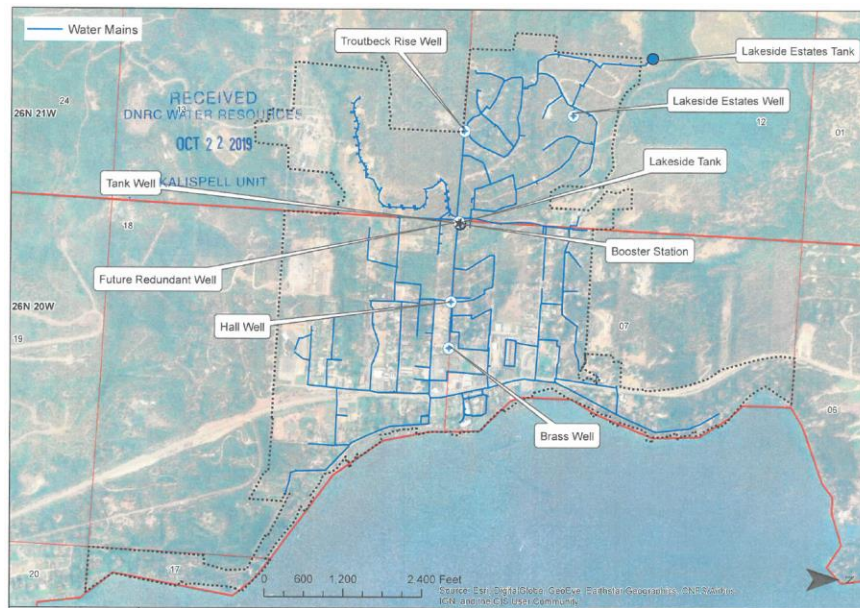 Water Mains
Troutbeck Rise Well
Lakeside Estates Tank
24
13
RECEIVED
DNRC WATER RESOURCES
OCT 22 2019
KALISPELL UNIT
26N 21W
Lakeside Estates Well
12
01
Tank Well
Lakeside Tank
18
Booster Station
Future Redundant Well
26N 20W
Hall Well
19
07
Brass Well
06
20
17
0 600 1,200 2,400 Feet
Source: Esri, DigitalGlobe, GeoEye, Earthstar Geographics, CNES/Airbus
IGN, and the GIS User Community